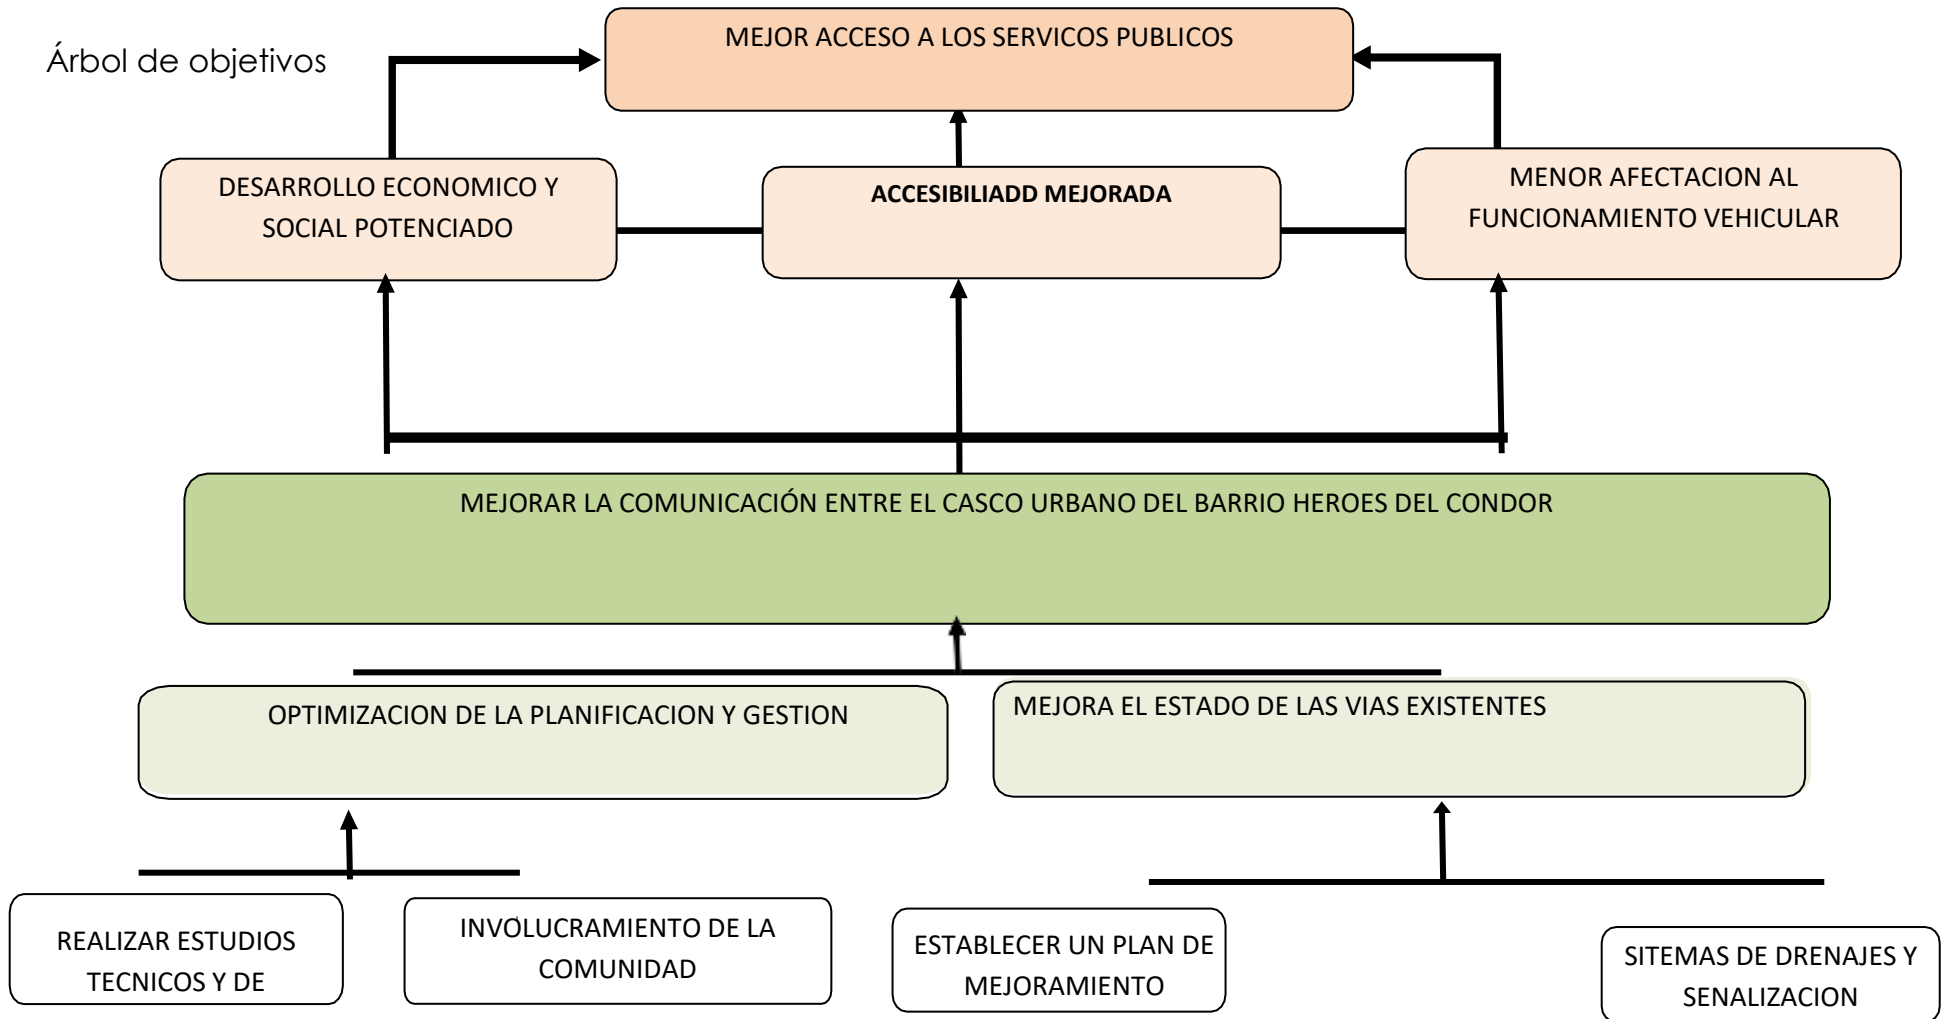 Árbol de objetivos
MEJOR ACCESO A LOS SERVICOS PUBLICOS
DESARROLLO ECONOMICO Y
SOCIAL POTENCIADO
ACCESIBILIADD MEJORADA
MENOR AFECTACION AL
FUNCIONAMIENTO VEHICULAR
MEJORAR LA COMUNICACIÓN ENTRE EL CASCO URBANO DEL BARRIO HEROES DEL CONDOR
OPTIMIZACION DE LA PLANIFICACION Y GESTION
MEJORA EL ESTADO DE LAS VIAS EXISTENTES
REALIZAR ESTUDIOS
TECNICOS Y DE
INVOLUCRAMIENTO DE LA
COMUNIDAD
ESTABLECER UN PLAN DE
MEJORAMIENTO
SITEMAS DE DRENAJES Y
SENALIZACION